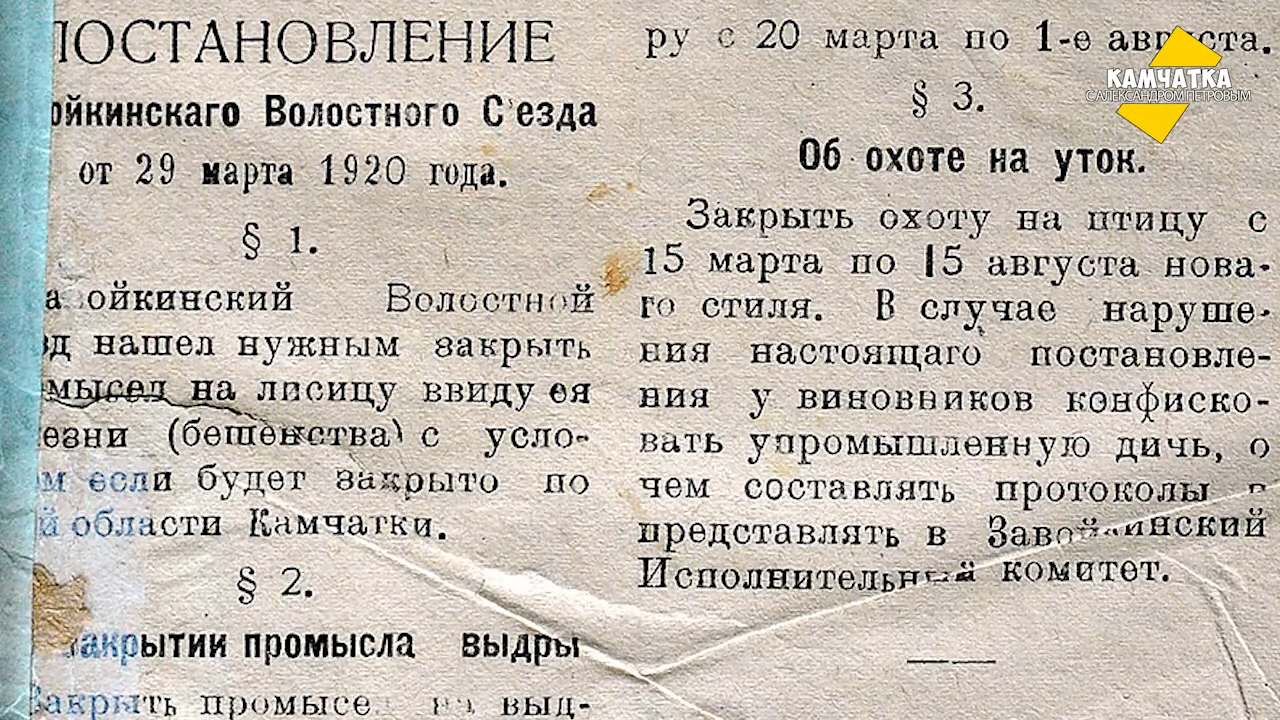 ПОСТАНОВЛЕНИЕ
ойкинскаго Волостного С'езда
от 29 марта 1920 года.
§ 1.
ойкинский Волостной
зд нашел нужным закрыть
мысел на лисицу ввиду ея
езни (бешенства) с усло-
м если будет закрыто по
й области Камчатки.
§ 2.
закрытии промысла выдры
Закрыть промысел на выд-
ру с 20 марта по 1-е августа.
§ 3.
Об охоте на уток.
Закрыть охоту на птицу с
15 марта по 15 августа нова-
го стиля. В случае наруше-
ния настоящаго постановле-
ния у виновников конфиско-
вать упромышленную дичь, о
чем составлять протоколы и
представлять в Завойкинский
Исполнительный комитет.
КАМЧАТКА
С АЛЕКСАНДРОМ ПЕТРОВЫМ